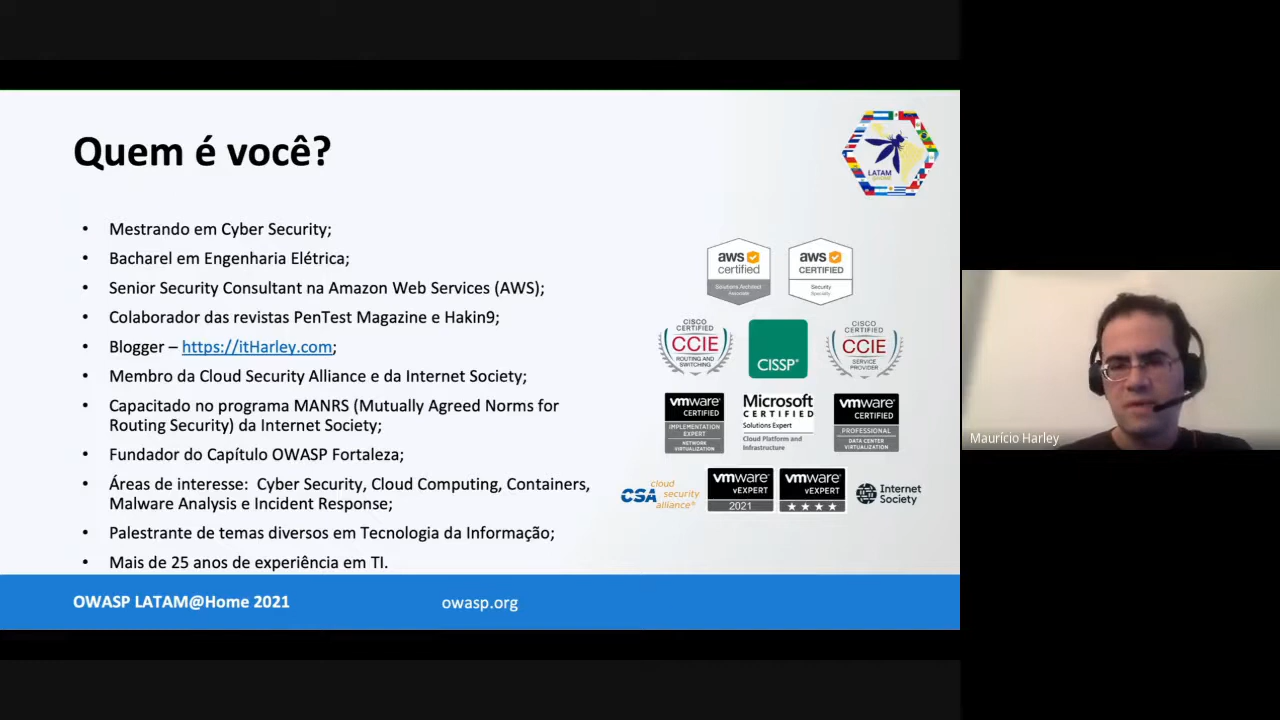 Quem é você?
LATAM
@HOME
• Mestrando em Cyber Security;
• Bacharel em Engenharia Elétrica;
• Senior Security Consultant na Amazon Web Services (AWS);
• Colaborador das revistas PenTest Magazine e Hakin9;
• Blogger – https://itHarley.com;
• Membro da Cloud Security Alliance e da Internet Society;
• Capacitado no programa MANRS (Mutually Agreed Norms for
Routing Security) da Internet Society;
• Fundador do Capítulo OWASP Fortaleza;
• Áreas de interesse: Cyber Security, Cloud Computing, Containers,
Malware Analysis e Incident Response;
• Palestrante de temas diversos em Tecnologia da Informação;
• Mais de 25 anos de experiência em TI.
aws
certified
Solutions Architect
Associate
aws
CERTIFIED
Security
Specialty
CISCO
CERTIFIED
CCIE
ROUTING AND
SWITCHING
CISSP®
CISCO
CERTIFIED
CCIE
SERVICE
PROVIDER
vmware®
CERTIFIED
IMPLEMENTATION
EXPERT
NETWORK
VIRTUALIZATION
Microsoft
CERTIFIED
Solutions Expert
Cloud Platform and
Infrastructure
vmware®
CERTIFIED
PROFESSIONAL
DATA CENTER
VIRTUALIZATION
CSA cloud
security
alliance®
vmware®
vEXPERT
2021
vmware®
vEXPERT
★★★★
Internet
Society
OWASP LATAM@Home 2021
owasp.org
Maurício Harley